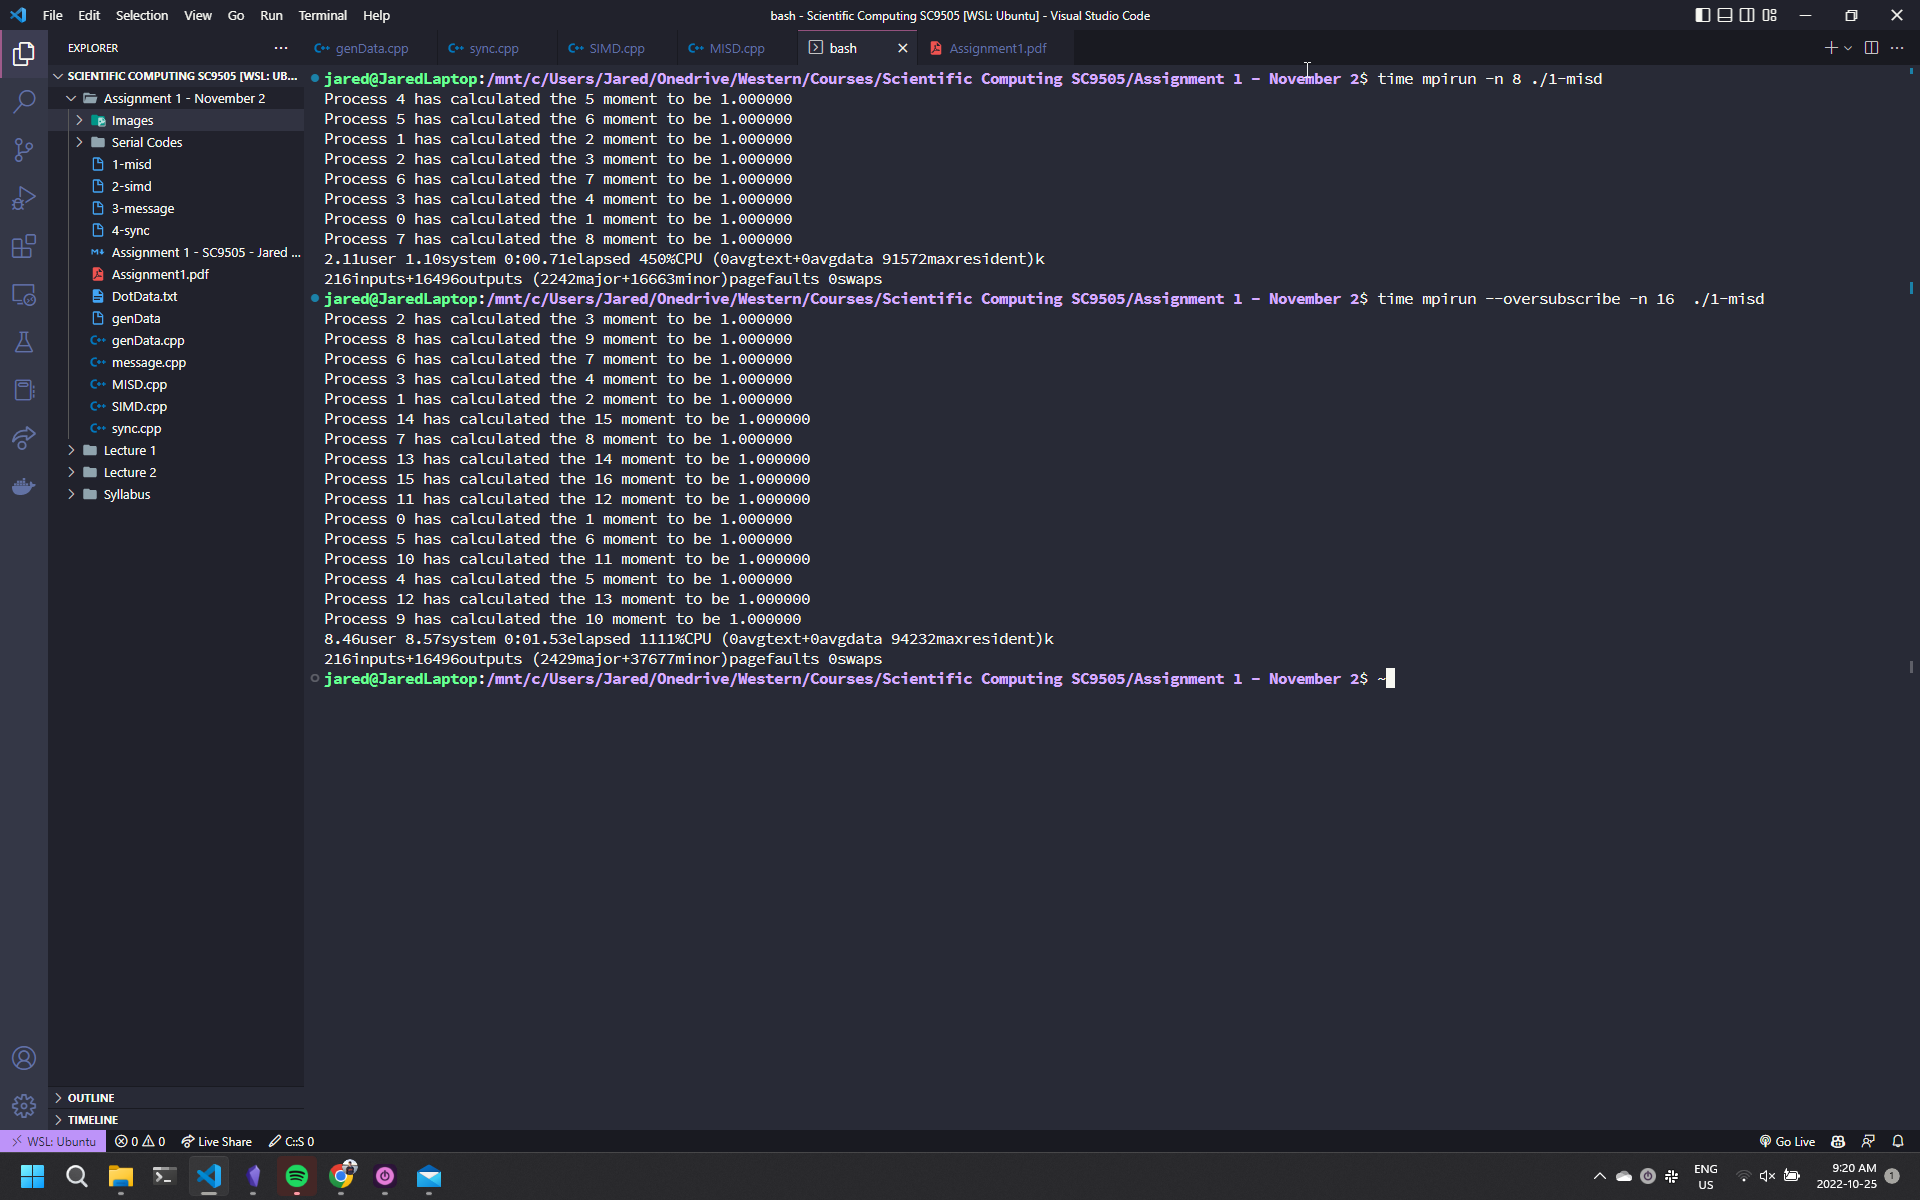 File Edit Selection View Go Run Terminal Help
bash - Scientific Computing SC9505 [WSL: Ubuntu] - Visual Studio Code
EXPLORER
genData.cpp
sync.cpp
SIMD.cpp
MISD.cpp
bash
Assignment1.pdf
SCIENTIFIC COMPUTING SC9505 [WSL: UB...
Assignment 1 - November 2
Images
Serial Codes
1-misd
2-simd
3-message
4-sync
Assignment 1 - SC9505 - Jared ...
Assignment1.pdf
DotData.txt
genData
genData.cpp
message.cpp
MISD.cpp
SIMD.cpp
sync.cpp
Lecture 1
Lecture 2
Syllabus
OUTLINE
TIMELINE
jared@JaredLaptop:/mnt/c/Users/Jared/Onedrive/Western/Courses/Scientific Computing SC9505/Assignment 1 - November 2$ time mpirun -n 8 ./1-misd
Process 4 has calculated the 5 moment to be 1.000000
Process 5 has calculated the 6 moment to be 1.000000
Process 1 has calculated the 2 moment to be 1.000000
Process 2 has calculated the 3 moment to be 1.000000
Process 6 has calculated the 7 moment to be 1.000000
Process 3 has calculated the 4 moment to be 1.000000
Process 0 has calculated the 1 moment to be 1.000000
Process 7 has calculated the 8 moment to be 1.000000
2.11user 1.10system 0:00.71elapsed 450%CPU (0avgtext+0avgdata 91572maxresident)k
216inputs+16496outputs (2242major+16663minor)pagefaults 0swaps
jared@JaredLaptop:/mnt/c/Users/Jared/Onedrive/Western/Courses/Scientific Computing SC9505/Assignment 1 - November 2$ time mpirun --oversubscribe -n 16  ./1-misd
Process 2 has calculated the 3 moment to be 1.000000
Process 8 has calculated the 9 moment to be 1.000000
Process 6 has calculated the 7 moment to be 1.000000
Process 3 has calculated the 4 moment to be 1.000000
Process 1 has calculated the 2 moment to be 1.000000
Process 14 has calculated the 15 moment to be 1.000000
Process 7 has calculated the 8 moment to be 1.000000
Process 13 has calculated the 14 moment to be 1.000000
Process 15 has calculated the 16 moment to be 1.000000
Process 11 has calculated the 12 moment to be 1.000000
Process 0 has calculated the 1 moment to be 1.000000
Process 5 has calculated the 6 moment to be 1.000000
Process 10 has calculated the 11 moment to be 1.000000
Process 4 has calculated the 5 moment to be 1.000000
Process 12 has calculated the 13 moment to be 1.000000
Process 9 has calculated the 10 moment to be 1.000000
8.46user 8.57system 0:01.53elapsed 1111%CPU (0avgtext+0avgdata 94232maxresident)k
216inputs+16496outputs (2429major+37677minor)pagefaults 0swaps
jared@JaredLaptop:/mnt/c/Users/Jared/Onedrive/Western/Courses/Scientific Computing SC9505/Assignment 1 - November 2$ ~
WSL: Ubuntu 0 0 Live Share C::S 0
Go Live
ENG
US
9:20 AM
2022-10-25
1